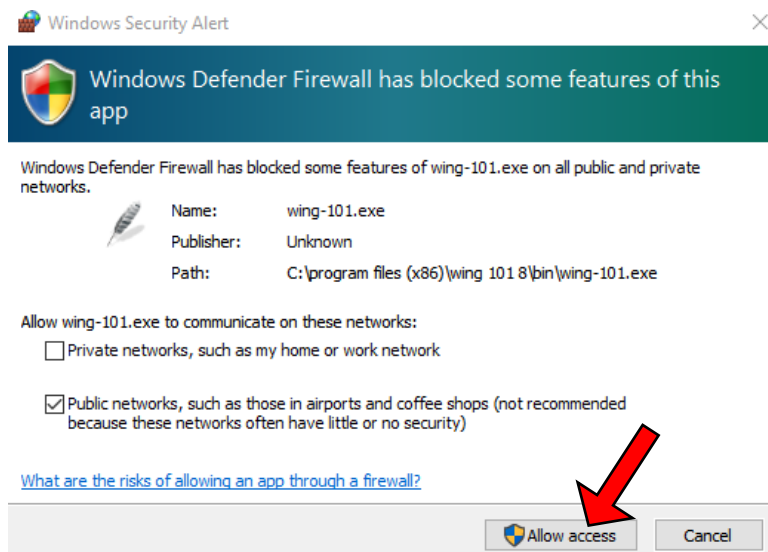 Windows Security Alert
Windows Defender Firewall has blocked some features of this
app
Windows Defender Firewall has blocked some features of wing-101.exe on all public and private
networks.
Name: wing-101.exe
Publisher: Unknown
Path: C:\program files (x86)\wing 101 8\bin\wing-101.exe
Allow wing-101.exe to communicate on these networks:
Private networks, such as my home or work network
Public networks, such as those in airports and coffee shops (not recommended
because these networks often have little or no security)
What are the risks of allowing an app through a firewall?
Allow access Cancel